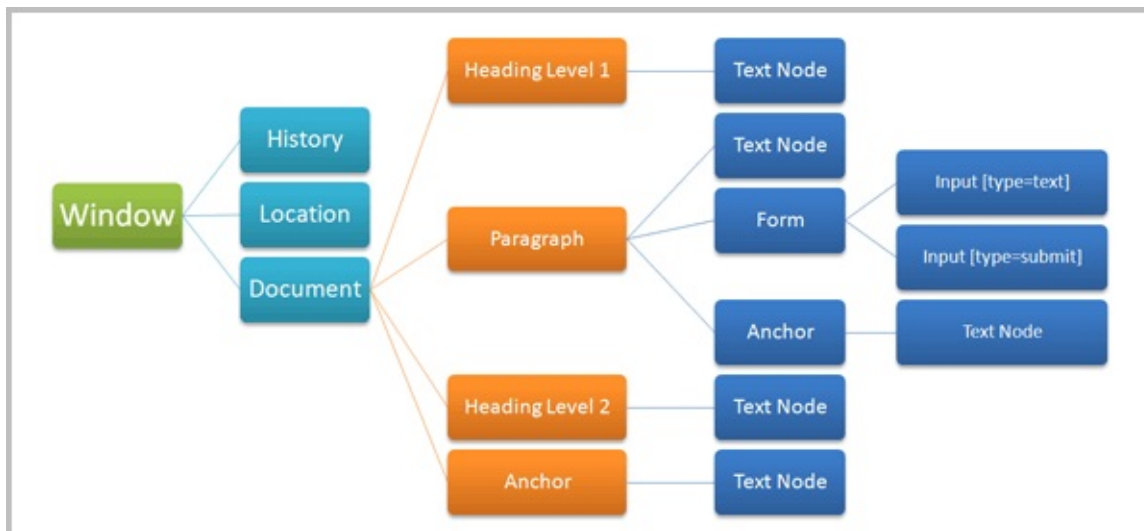 Window
History
Location
Document
Heading Level 1
Paragraph
Heading Level 2
Anchor
Text Node
Text Node
Form
Anchor
Text Node
Text Node
Input [type=text]
Input [type=submit]
Text Node